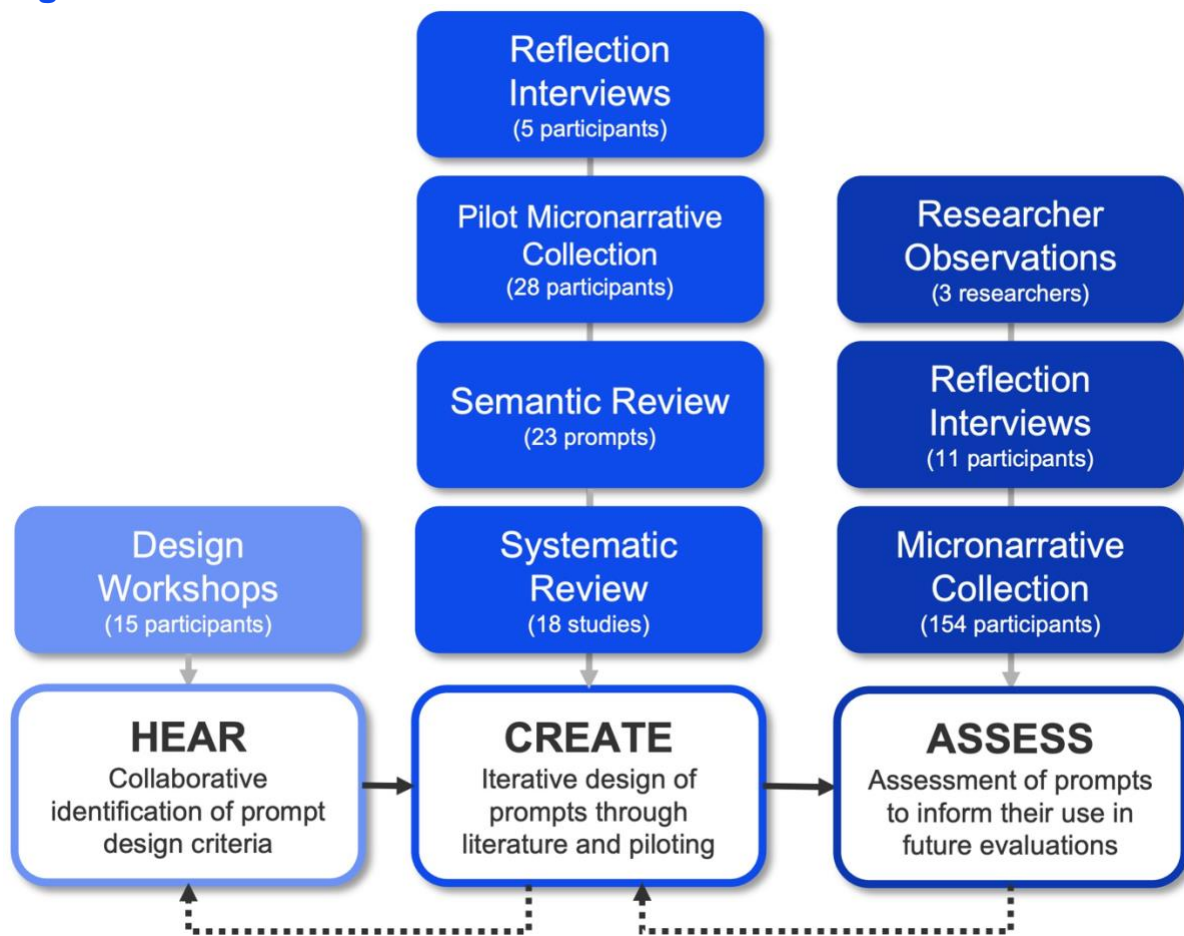 Reflection
Interviews
(5 participants)
Pilot Micronarrative
Collection
(28 participants)
Semantic Review
(23 prompts)
Systematic
Review
(18 studies)
Researcher
Observations
(3 researchers)
Reflection
Interviews
(11 participants)
Micronarrative
Collection
(154 participants)
Design
Workshops
(15 participants)
HEAR
Collaborative
identification of prompt
design criteria
CREATE
Iterative design of
prompts through
literature and piloting
ASSESS
Assessment of prompts
to inform their use in
future evaluations